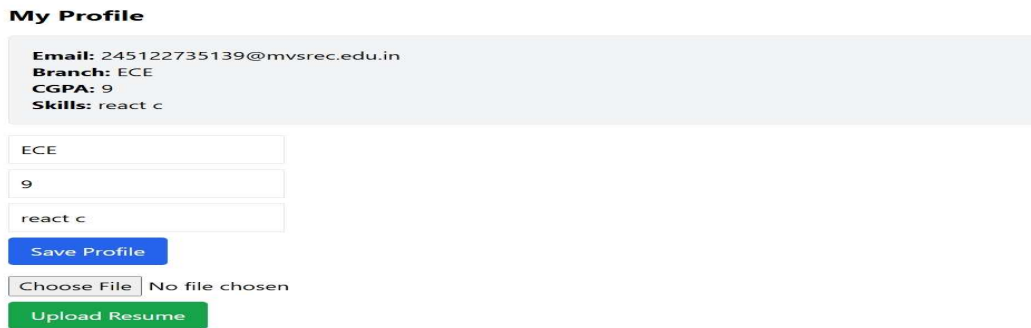 My Profile
Email: 245122735139@mvsrec.edu.in
Branch: ECE
CGPA: 9
Skills: react c
ECE
9
react c
Save Profile
Choose File No file chosen
Upload Resume